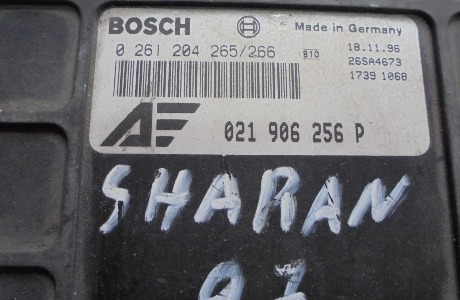 BOSCH Made in Germany
0 261 204 265/266 810 18.11.96
26SA4673
1739 1068
AE 021 906 256 P
SHARAN